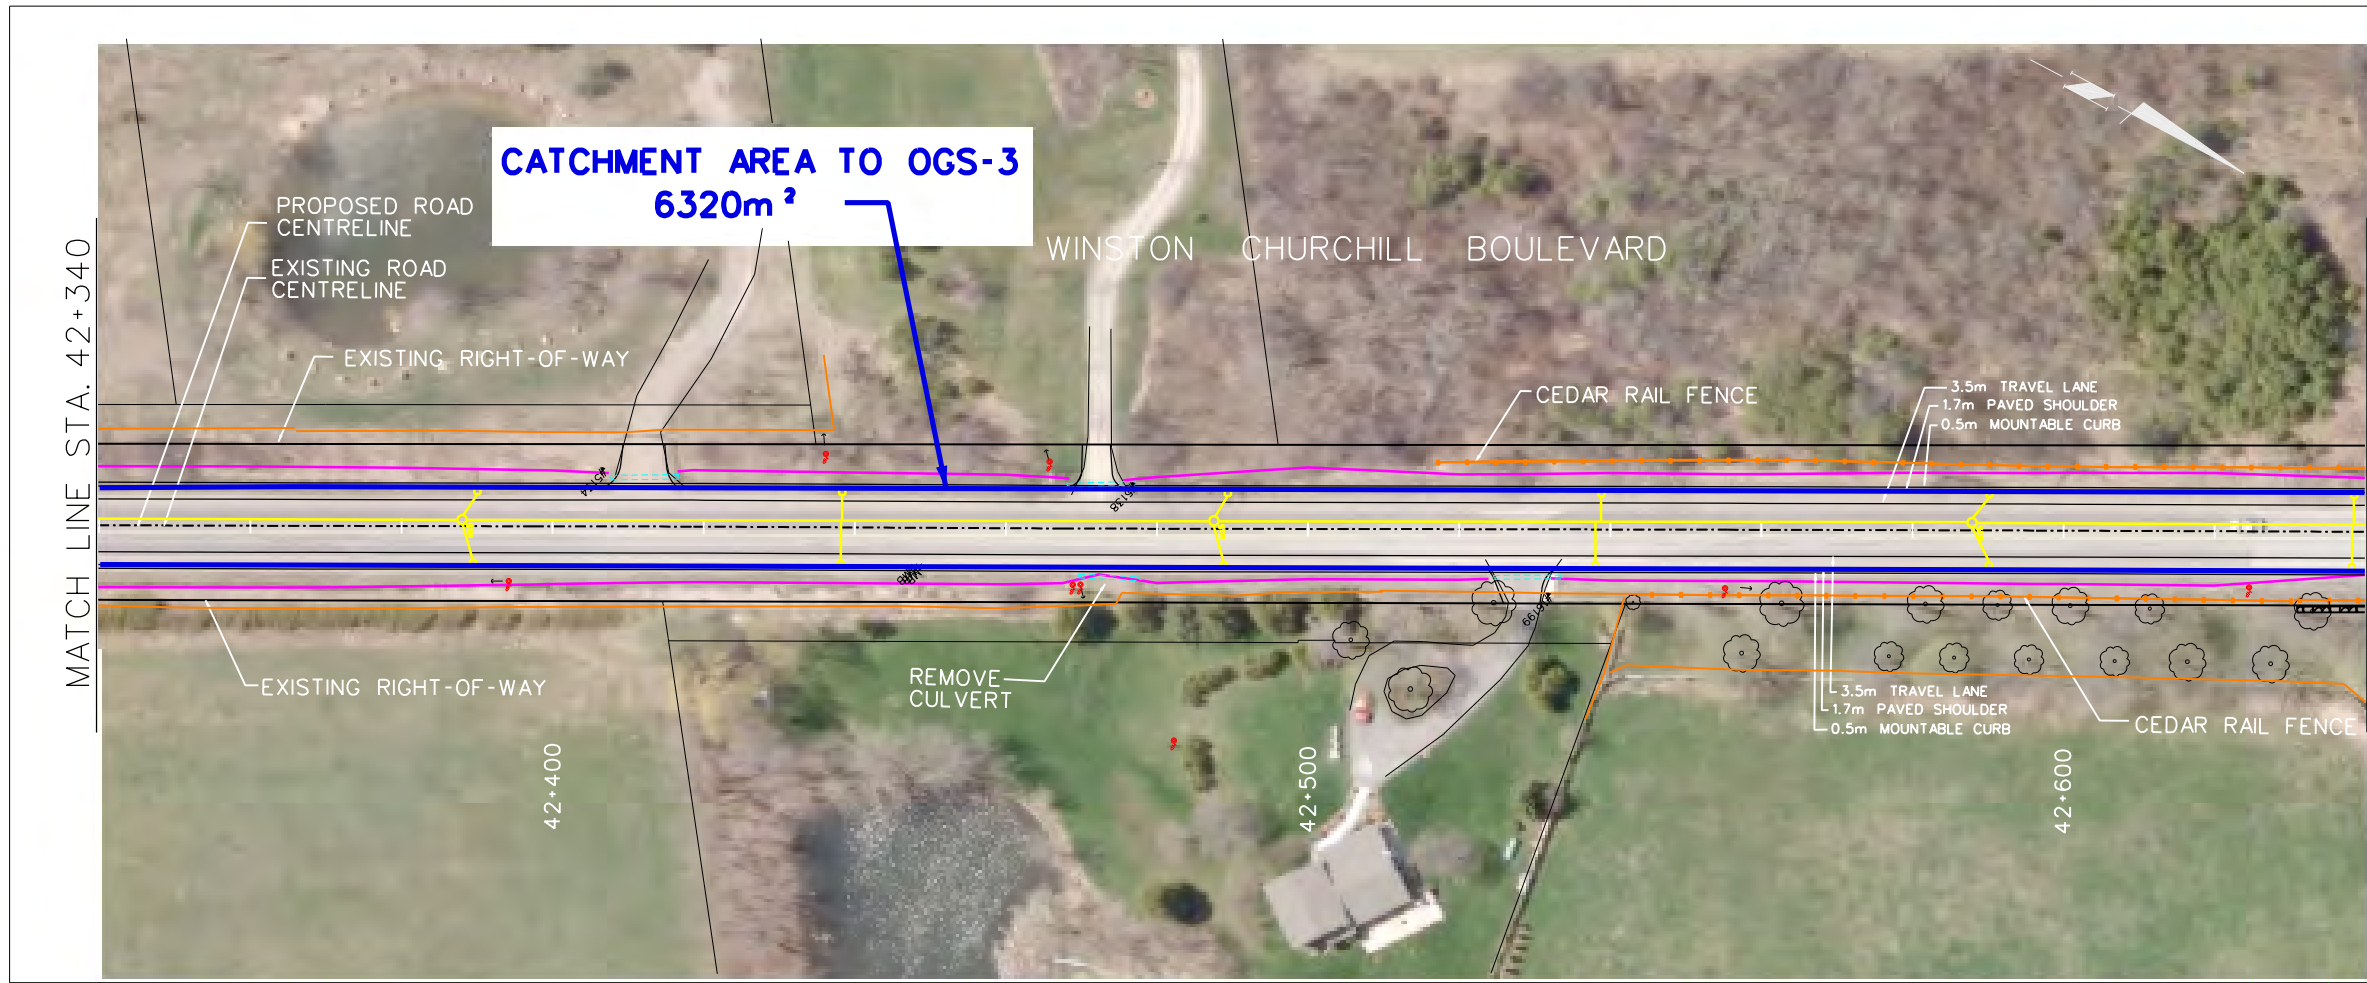 CATCHMENT AREA TO OGS-3
6320m²
PROPOSED ROAD
CENTRELINE
EXISTING ROAD
CENTRELINE
EXISTING RIGHT-OF-WAY
MATCH LINE STA. 42+340
WINSTON CHURCHILL BOULEVARD
CEDAR RAIL FENCE
3.5m TRAVEL LANE
1.7m PAVED SHOULDER
0.5m MOUNTABLE CURB
#15138
#15199
EXISTING RIGHT-OF-WAY
REMOVE
CULVERT
3.5m TRAVEL LANE
1.7m PAVED SHOULDER
0.5m MOUNTABLE CURB
CEDAR RAIL FENCE
42+400
42+500
42+600